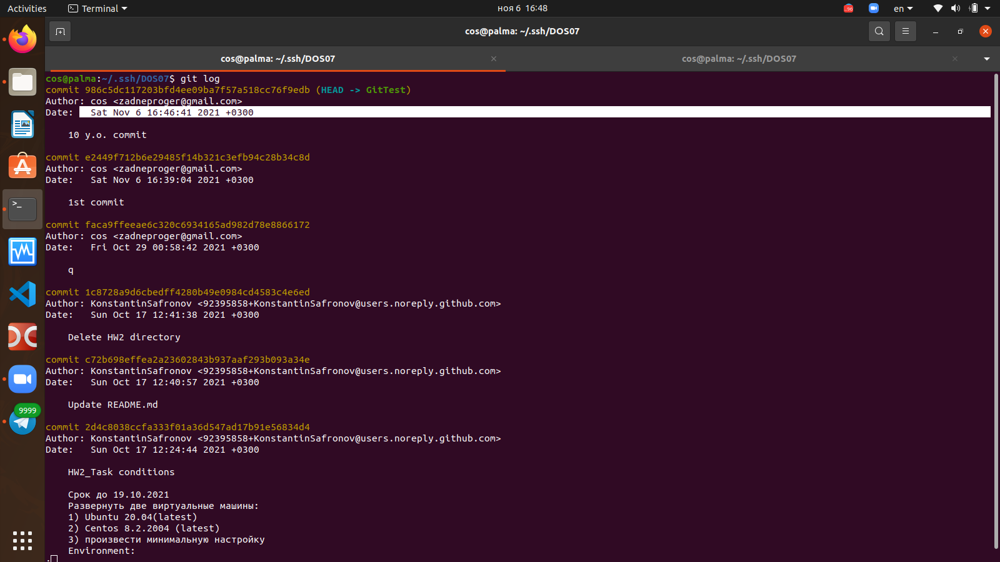 Activities
Terminal
ноя 6 16:48
en
cos@palma: ~/.ssh/DOS07
cos@palma: ~/.ssh/DOS07
cos@palma: ~/.ssh/DOS07
cos@palma:~/.ssh/DOS07$ git log
commit 986c5dc117203bfd4ee09ba7f57a518cc76f9edb (HEAD -> GitTest)
Author: cos <zadneproger@gmail.com>
Date:   Sat Nov 6 16:46:41 2021 +0300
10 y.o. commit
commit e2449f712b6e29485f14b321c3efb94c28b34c8d
Author: cos <zadneproger@gmail.com>
Date:   Sat Nov 6 16:39:04 2021 +0300
1st commit
commit faca9ffeeae6c320c6934165ad982d78e8866172
Author: cos <zadneproger@gmail.com>
Date:   Fri Oct 29 00:58:42 2021 +0300
q
commit 1c8728a9d6cbedff4280b49e0984cd4583c4e6ed
Author: KonstantinSafronov <92395858+KonstantinSafronov@users.noreply.github.com>
Date:   Sun Oct 17 12:41:38 2021 +0300
Delete HW2 directory
commit c72b698effea2a23602843b937aaf293b093a34e
Author: KonstantinSafronov <92395858+KonstantinSafronov@users.noreply.github.com>
Date:   Sun Oct 17 12:40:57 2021 +0300
Update README.md
9999
commit 2d4c8038ccfa333f01a36d547ad17b91e56834d4
Author: KonstantinSafronov <92395858+KonstantinSafronov@users.noreply.github.com>
Date:   Sun Oct 17 12:24:44 2021 +0300
HW2_Task conditions
Срок до 19.10.2021
Развернуть две виртуальные машины:
1) Ubuntu 20.04(latest)
2) Centos 8.2.2004 (latest)
3) произвести минимальную настройку
Environment: